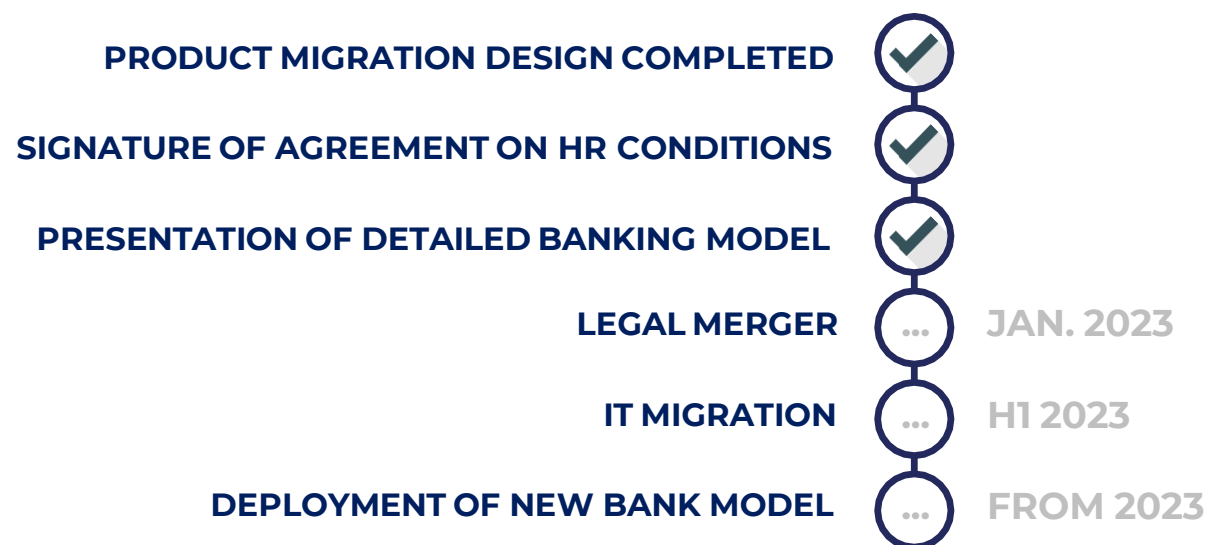 PRODUCT MIGRATION DESIGN COMPLETED
SIGNATURE OF AGREEMENT ON HR CONDITIONS
PRESENTATION OF DETAILED BANKING MODEL
LEGAL MERGER ... JAN. 2023
IT MIGRATION ... H1 2023
DEPLOYMENT OF NEW BANK MODEL ... FROM 2023